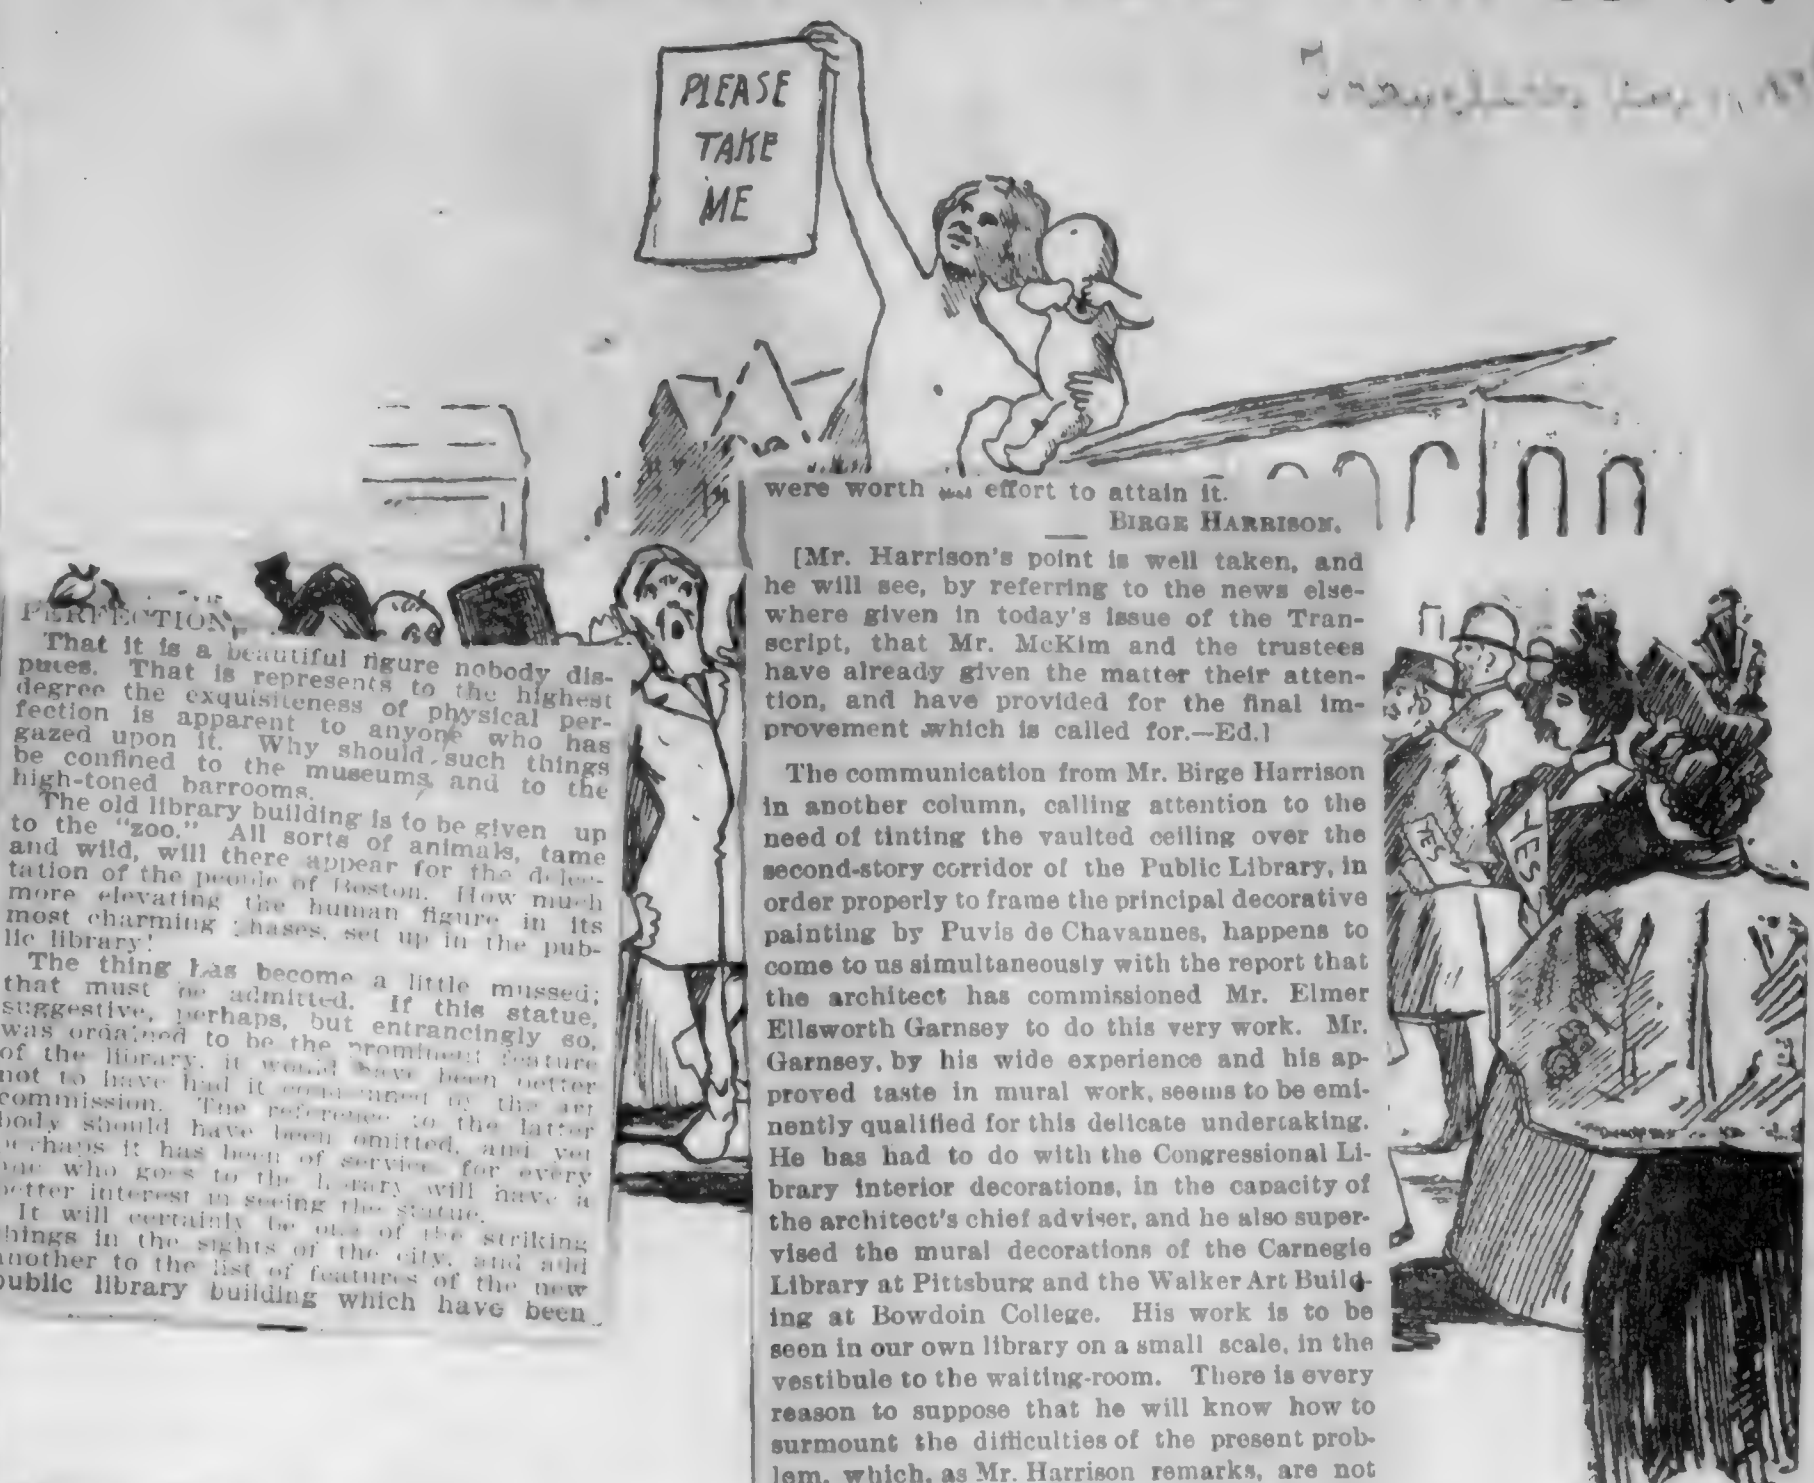 PLEASE
TAKE
ME
PERFECTION
That it is a beautiful figure nobody dis-
putes. That is represents to the highest
degree the exquisiteness of physical per-
fection is apparent to anyone who has
gazed upon it. Why should such things
be confined to the museums and to the
high-toned barrooms.
The old library building is to be given up
to the "zoo." All sorts of animals, tame
and wild, will there appear for the delec-
tation of the people of Boston. How much
more elevating the human figure in its
most charming phases, set up in the pub-
lic library!
The thing has become a little mussed;
that must be admitted. If this statue,
suggestive, perhaps, but entrancingly so,
was ordained to be the prominent feature
of the library, it would have been better
not to have had it condemned by the art
commission. The reference to the latter
body should have been omitted, and yet
perhaps it has been of service, for every
one who goes to the library will have a
better interest in seeing the statue.
It will certainly be one of the striking
things in the sights of the city, and add
another to the list of features of the new
public library building which have been
were worth effort to attain it.
BIRGE HARRISON.
[Mr. Harrison's point is well taken, and
he will see, by referring to the news else-
where given in today's issue of the Tran-
script, that Mr. McKim and the trustees
have already given the matter their atten-
tion, and have provided for the final im-
provement which is called for.—Ed.]
The communication from Mr. Birge Harrison
in another column, calling attention to the
need of tinting the vaulted ceiling over the
second-story corridor of the Public Library, in
order properly to frame the principal decorative
painting by Puvis de Chavannes, happens to
come to us simultaneously with the report that
the architect has commissioned Mr. Elmer
Ellsworth Garnsey to do this very work. Mr.
Garnsey, by his wide experience and his ap-
proved taste in mural work, seems to be emi-
nently qualified for this delicate undertaking.
He has had to do with the Congressional Li-
brary interior decorations, in the capacity of
the architect's chief adviser, and he also super-
vised the mural decorations of the Carnegie
Library at Pittsburg and the Walker Art Build-
ing at Bowdoin College. His work is to be
seen in our own library on a small scale, in the
vestibule to the waiting-room. There is every
reason to suppose that he will know how to
surmount the difficulties of the present prob-
lem, which, as Mr. Harrison remarks, are not
YES
YES